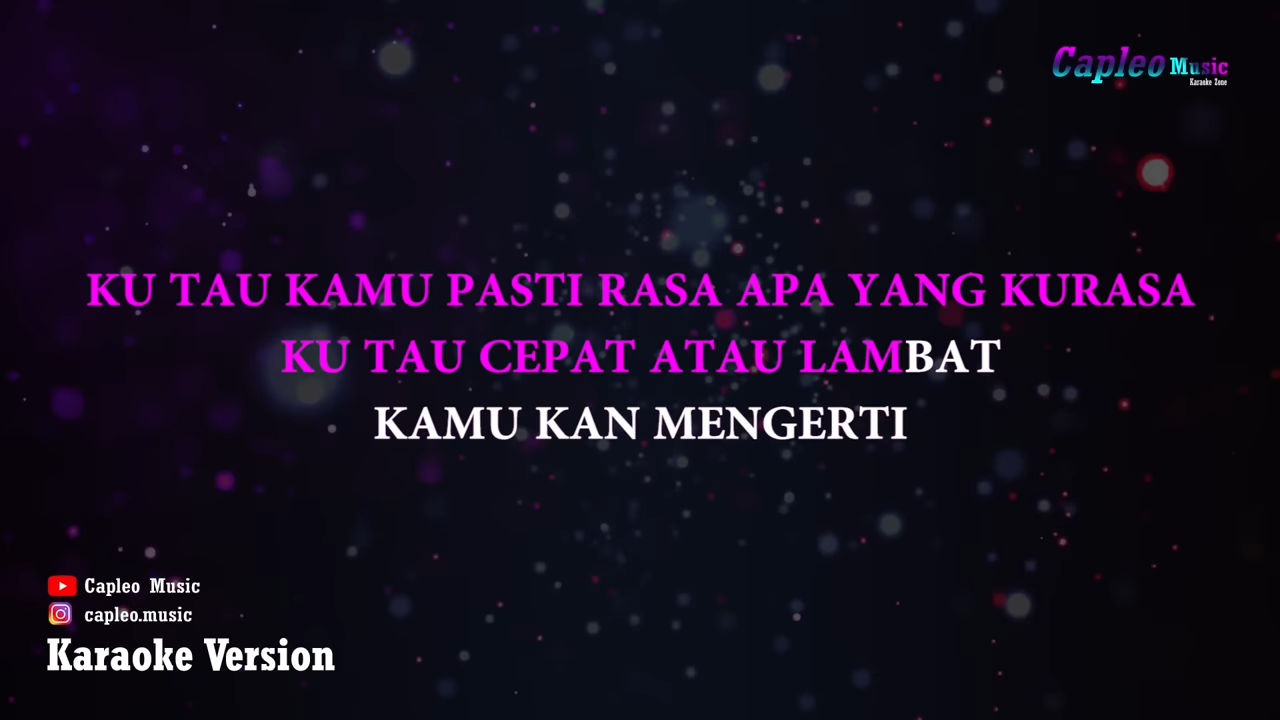 Capleo Music
Karaoke Zone
KU TAU KAMU PASTI RASA APA YANG KURASA
KU TAU CEPAT ATAU LAMBAT
KAMU KAN MENGERTI
Capleo Music
capleo.music
Karaoke Version